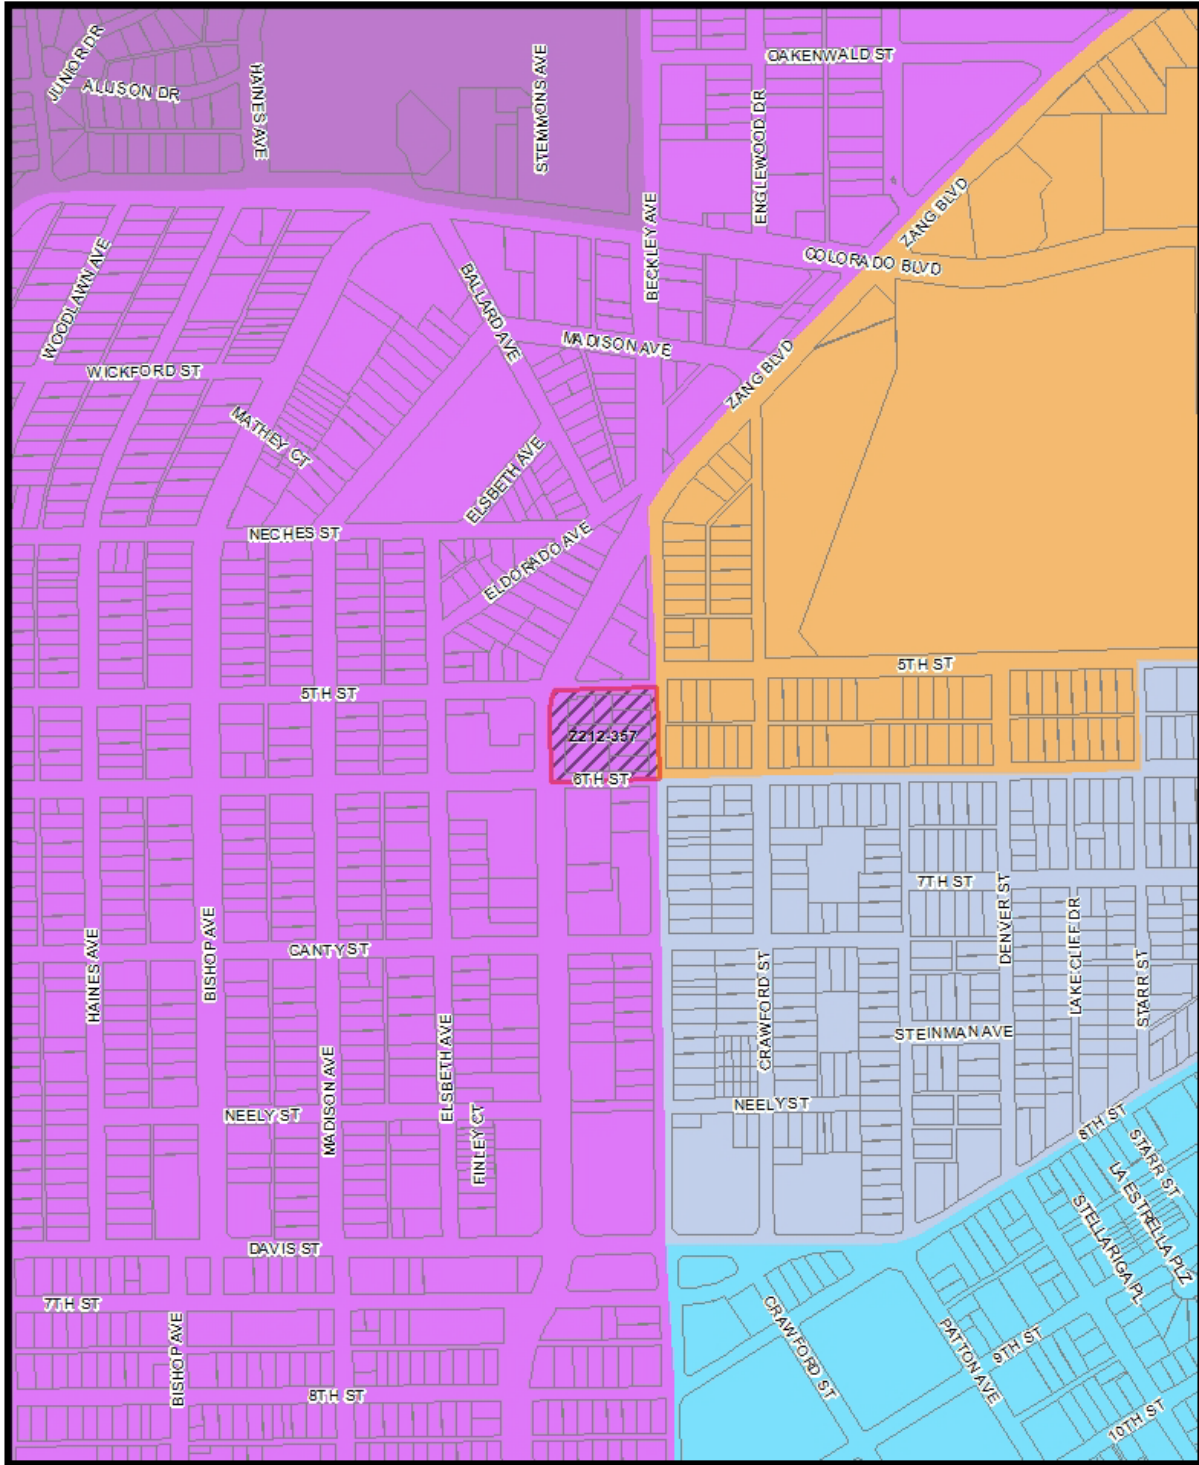 JUNIOR DR
ALLISON DR
HAINES AVE
STEMMONS AVE
OAKENWALD ST
ENGLEWOOD DR
BECKLEY AVE
ZANG BLVD
COLORADO BLVD
WOODLAWN AVE
BALLARD AVE
MADISON AVE
WICKFORD ST
ZANG BLVD
MATHEY CT
ELSBETH AVE
NECHES ST
ELDORADO AVE
5TH ST
5TH ST
Z212-357
6TH ST
7TH ST
DENVER ST
LAKE CLIFF DR
STARR ST
HAINES AVE
BISHOP AVE
CANTY ST
CRAWFORD ST
STEINMAN AVE
MADISON AVE
ELSBETH AVE
NEELY ST
NEELY ST
FINLEY CT
8TH ST
STARR ST
LA ESTRELLA PLZ
STELLARIGA PL
DAVIS ST
7TH ST
BISHOP AVE
CRAWFORD ST
PATTON AVE
9TH ST
8TH ST
10TH ST